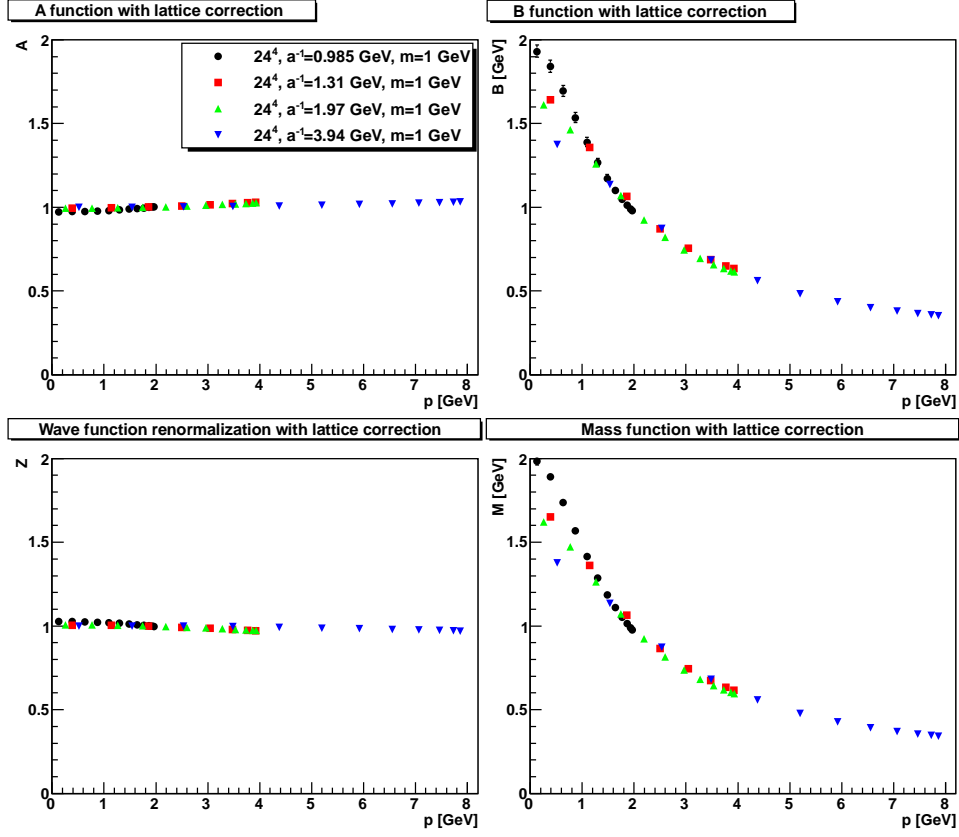 A function with lattice correction
A
2
1.5
1
0.5
0
0 1 2 3 4 5 6 7 8
p [GeV]
24⁴, a⁻¹=0.985 GeV, m=1 GeV
24⁴, a⁻¹=1.31 GeV, m=1 GeV
24⁴, a⁻¹=1.97 GeV, m=1 GeV
24⁴, a⁻¹=3.94 GeV, m=1 GeV
B function with lattice correction
B [GeV]
2
1.5
1
0.5
0
0 1 2 3 4 5 6 7 8
p [GeV]
Wave function renormalization with lattice correction
Z
2
1.5
1
0.5
0
0 1 2 3 4 5 6 7 8
p [GeV]
Mass function with lattice correction
M [GeV]
2
1.5
1
0.5
0
0 1 2 3 4 5 6 7 8
p [GeV]